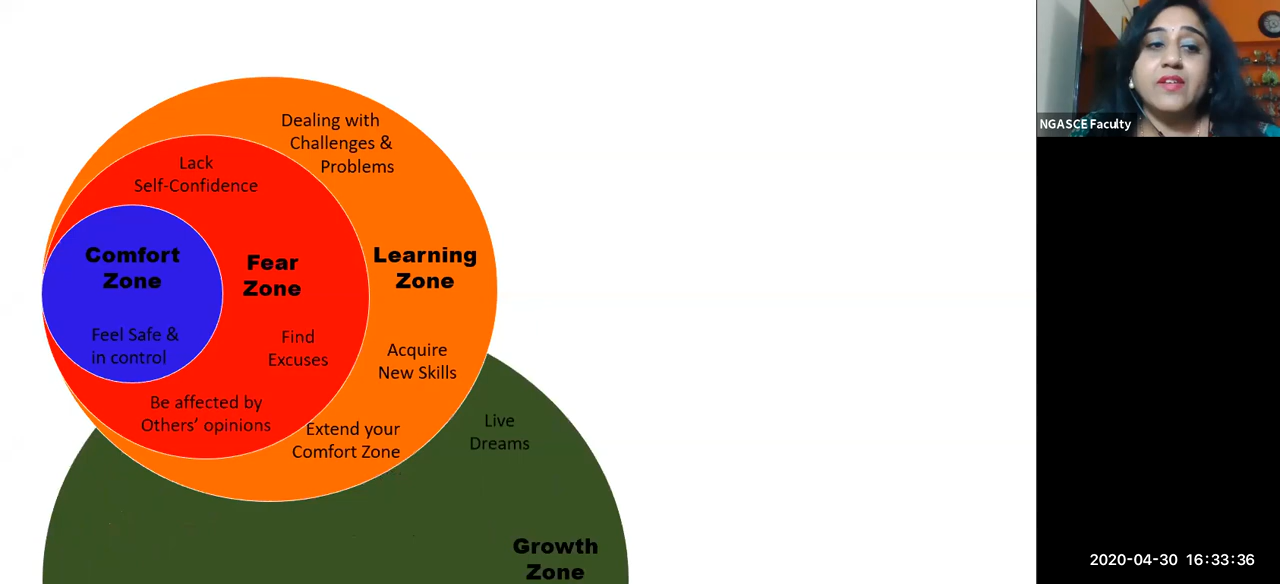 Dealing with
Challenges &
Problems
Lack
Self-Confidence
Comfort
Zone
Fear
Zone
Learning
Zone
Feel Safe &
in control
Find
Excuses
Acquire
New Skills
Be affected by
Others’ opinions
Extend your
Comfort Zone
Live
Dreams
Growth
Zone
NGASCE Faculty
2020-04-30 16:33:36